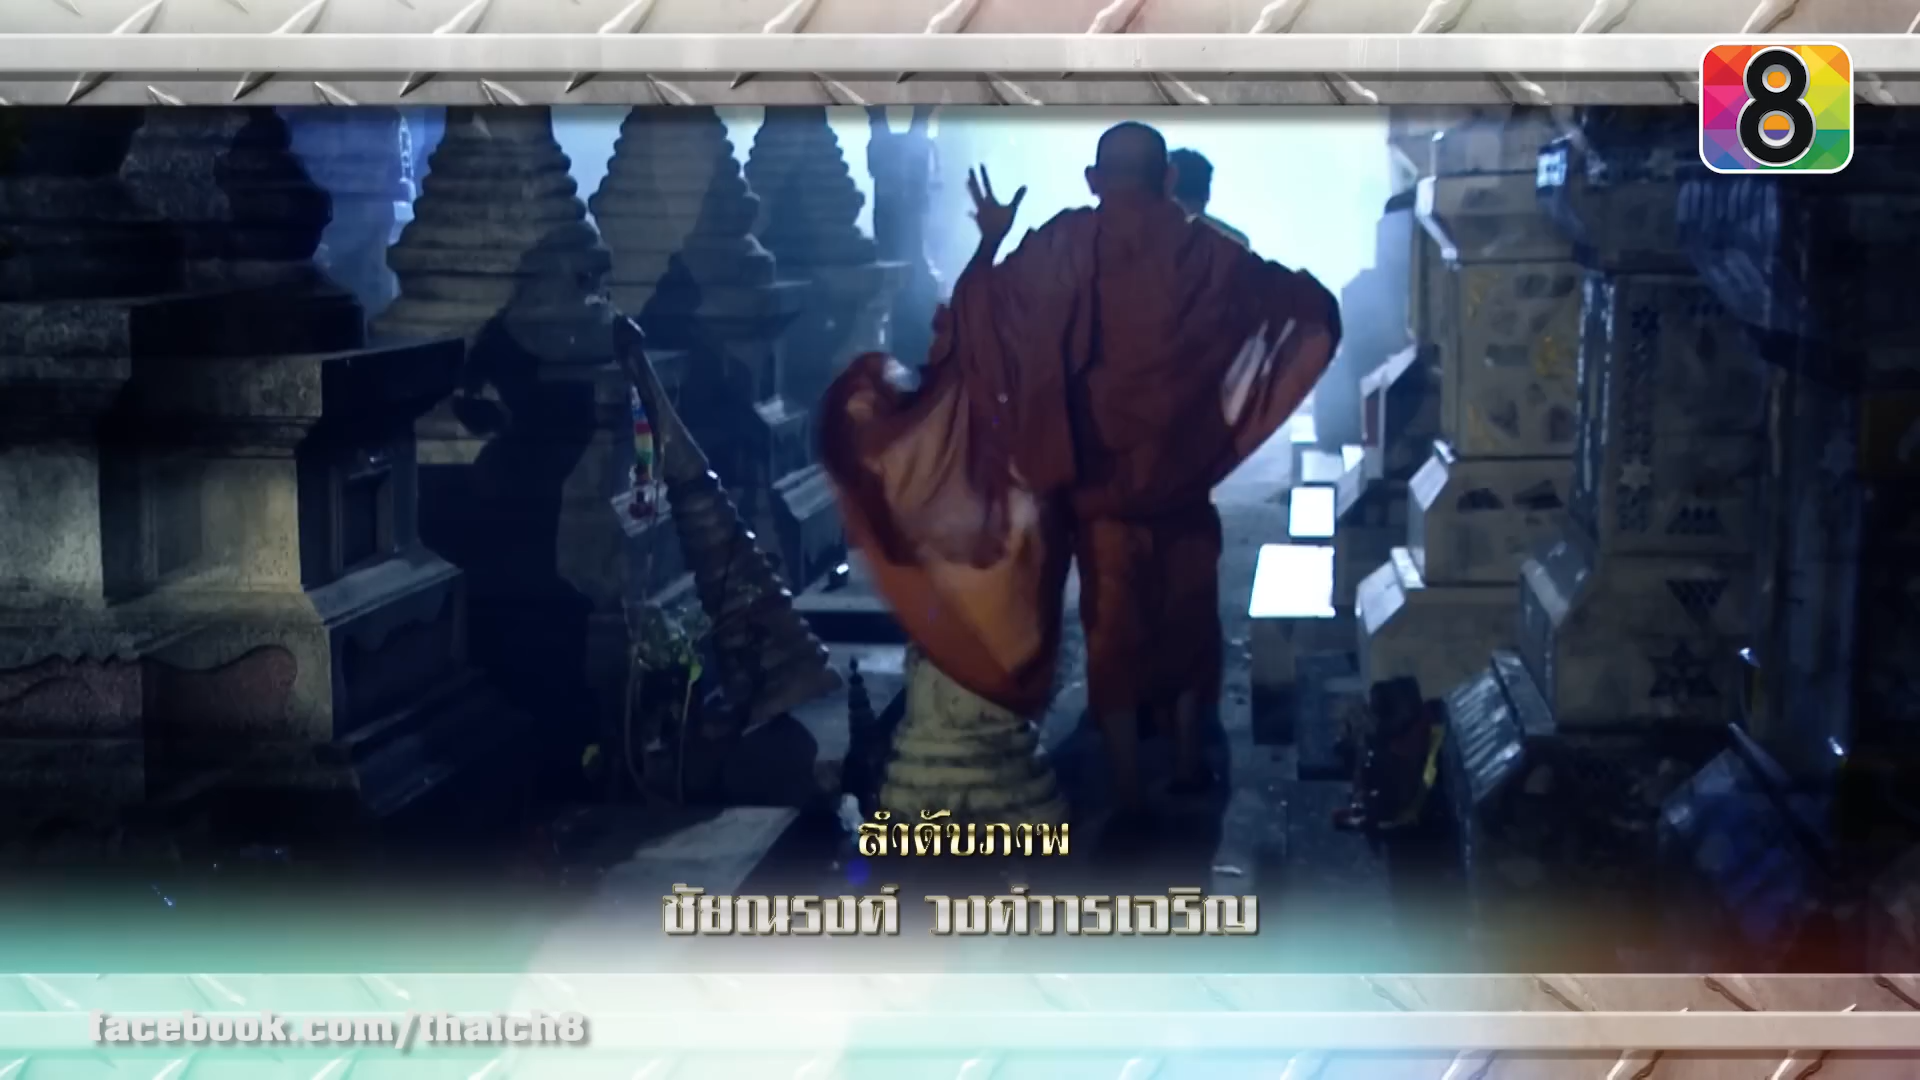 8
ลำดับภาพ
ชัยณรงค์ วงศ์วารเจริญ
facebook.com/thaich8